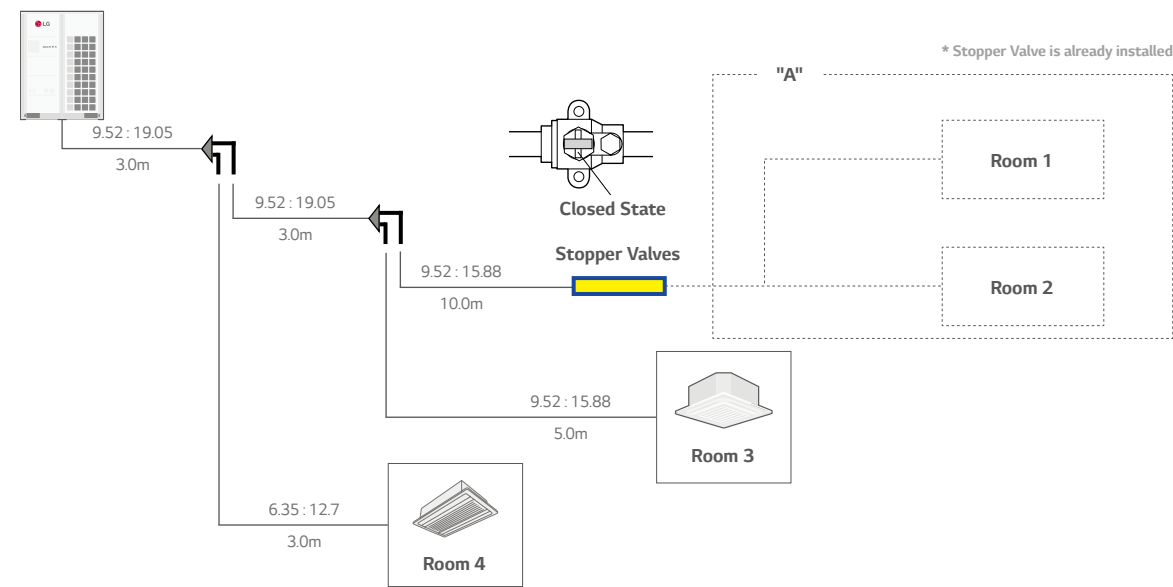 LG
* Stopper Valve is already installed
"A"
9.52 : 19.05
3.0m
Room 1
9.52 : 19.05
3.0m
Closed State
Stopper Valves
9.52 : 15.88
10.0m
Room 2
9.52 : 15.88
5.0m
Room 3
6.35 : 12.7
3.0m
Room 4